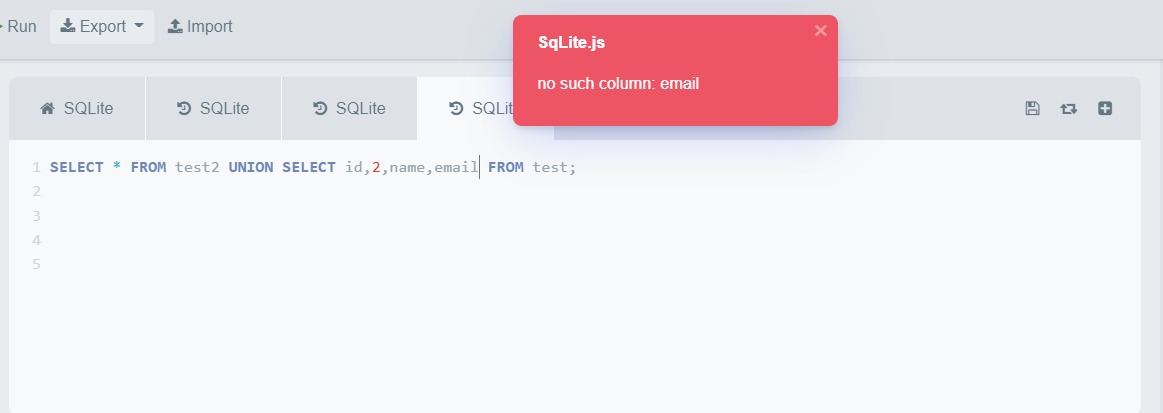 Run Export Import
SqLite.js ×
no such column: email
SQLite SQLite SQLite SQLit
1 SELECT * FROM test2 UNION SELECT id,2,name,email FROM test;
2
3
4
5